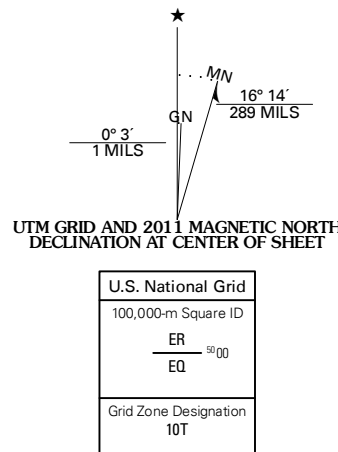 ★
MN
GN
16° 14´
289 MILS
0° 3´
1 MILS
UTM GRID AND 2011 MAGNETIC NORTH
DECLINATION AT CENTER OF SHEET
U.S. National Grid
100,000-m Square ID
ER
5000
EQ
Grid Zone Designation
10T